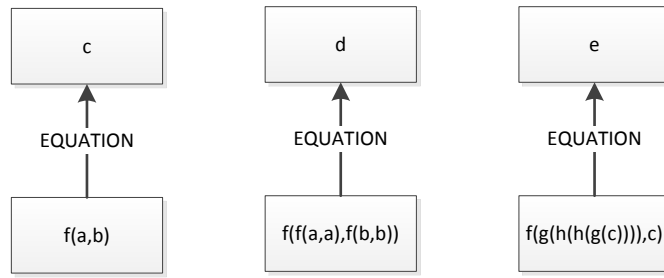 c
d
e
EQUATION
EQUATION
EQUATION
f(a,b)
f(f(a,a),f(b,b))
f(g(h(h(g(c)))),c)